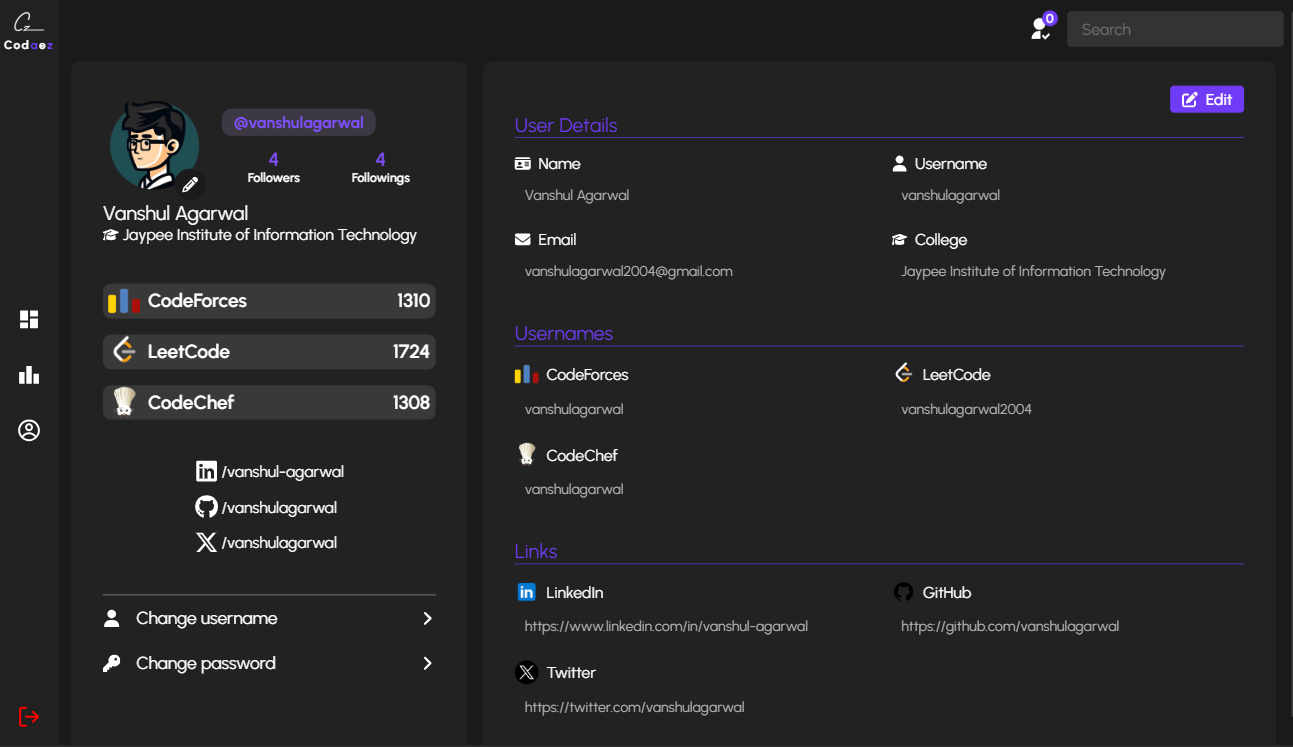 Codaez
0
Search
@vanshulagarwal
4 4
Followers Followings
Vanshul Agarwal
Jaypee Institute of Information Technology
CodeForces 1310
LeetCode 1724
CodeChef 1308
in /vanshul-agarwal
/vanshulagarwal
X /vanshulagarwal
Change username
Change password
Edit
User Details
Name Username
Vanshul Agarwal vanshulagarwal
Email College
vanshulagarwal2004@gmail.com Jaypee Institute of Information Technology
Usernames
CodeForces LeetCode
vanshulagarwal vanshulagarwal2004
CodeChef
vanshulagarwal
Links
in LinkedIn GitHub
https://www.linkedin.com/in/vanshul-agarwal https://github.com/vanshulagarwal
X Twitter
https://twitter.com/vanshulagarwal